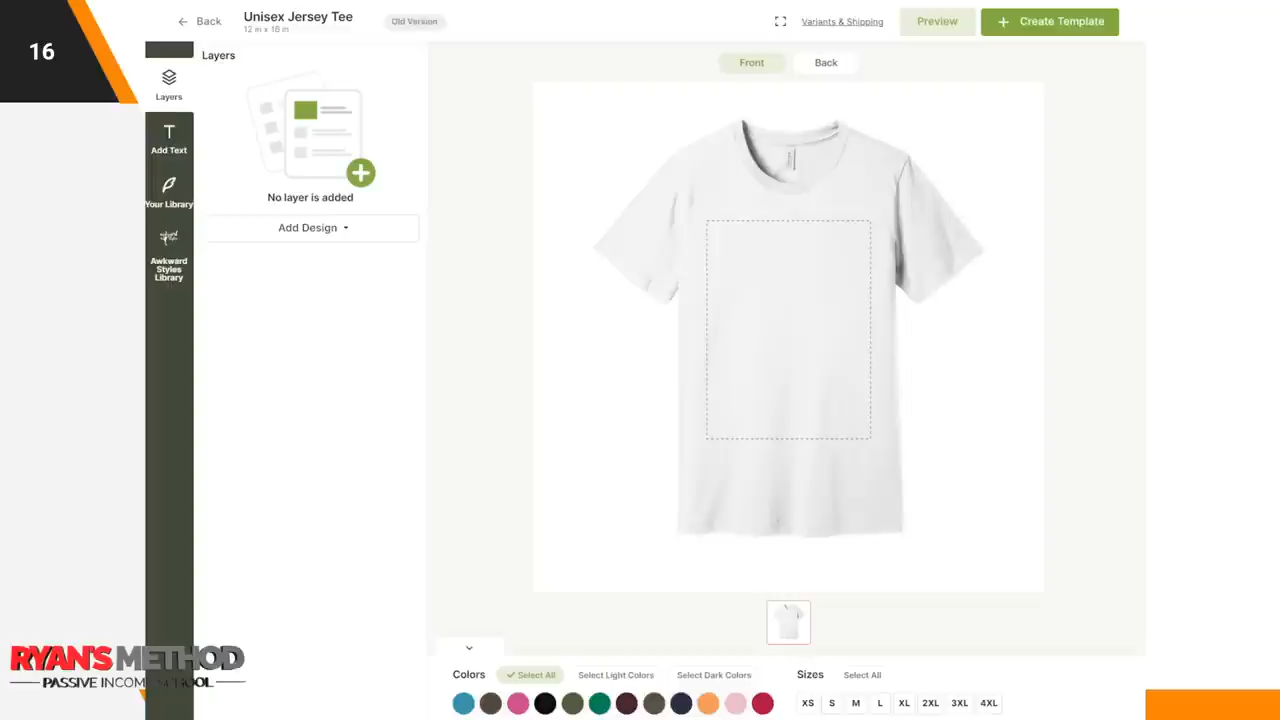 16
Back
Unisex Jersey Tee
12 in x 16 in
Old Version
Variants & Shipping
Preview
+ Create Template
Layers
Add Text
Your Library
Awkward
Styles
Library
Layers
No layer is added
Add Design
Front
Back
Colors
Select All
Select Light Colors
Select Dark Colors
Sizes
Select All
XS
S
M
L
XL
2XL
3XL
4XL
RYAN'S METHOD
PASSIVE INCOME SCHOOL